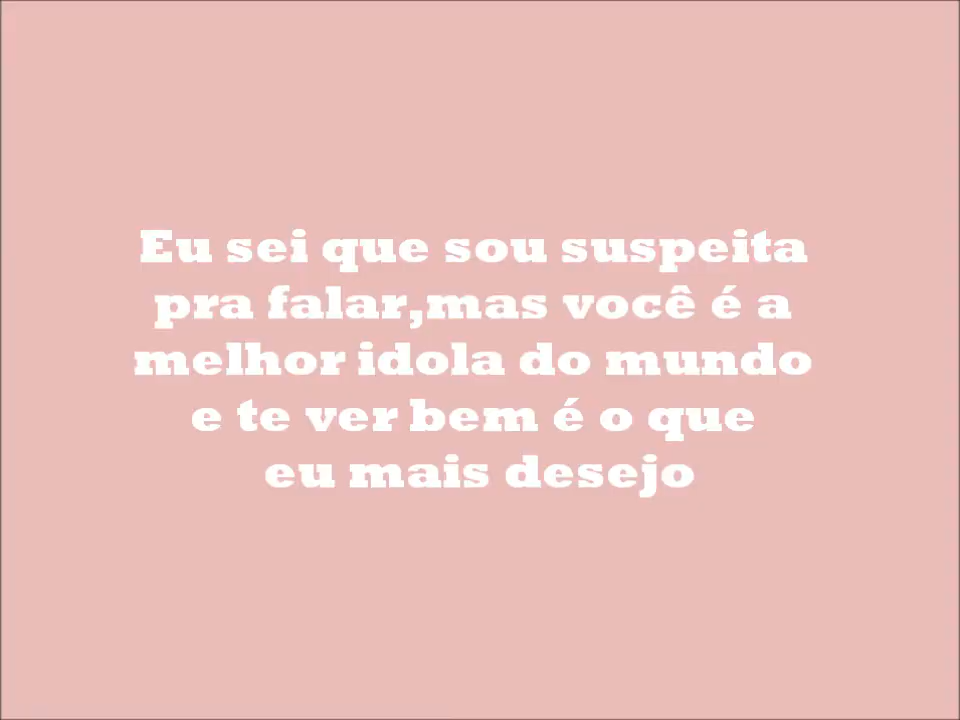 Eu sei que sou suspeita
pra falar,mas você é a
melhor idola do mundo
e te ver bem é o que
eu mais desejo